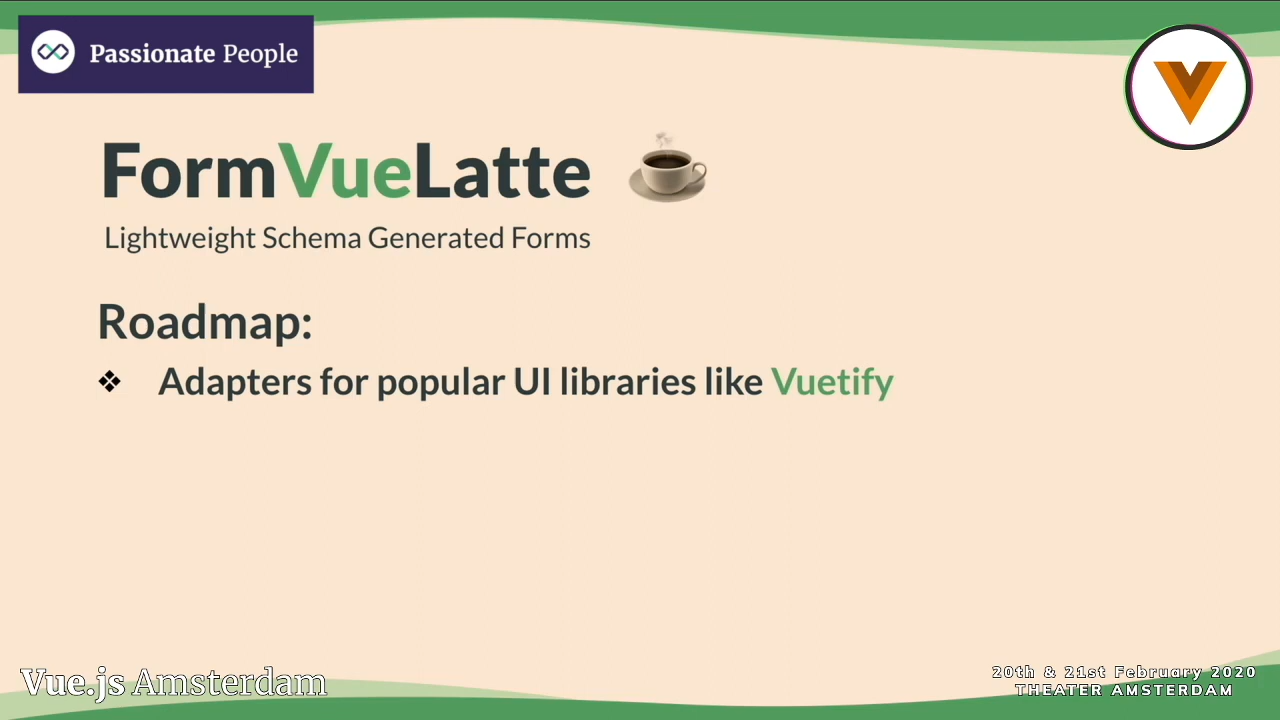 Passionate People
FormVueLatte
Lightweight Schema Generated Forms
Roadmap:
❖ Adapters for popular UI libraries like Vuetify
Vue.js Amsterdam
20th & 21st February 2020
THEATER AMSTERDAM